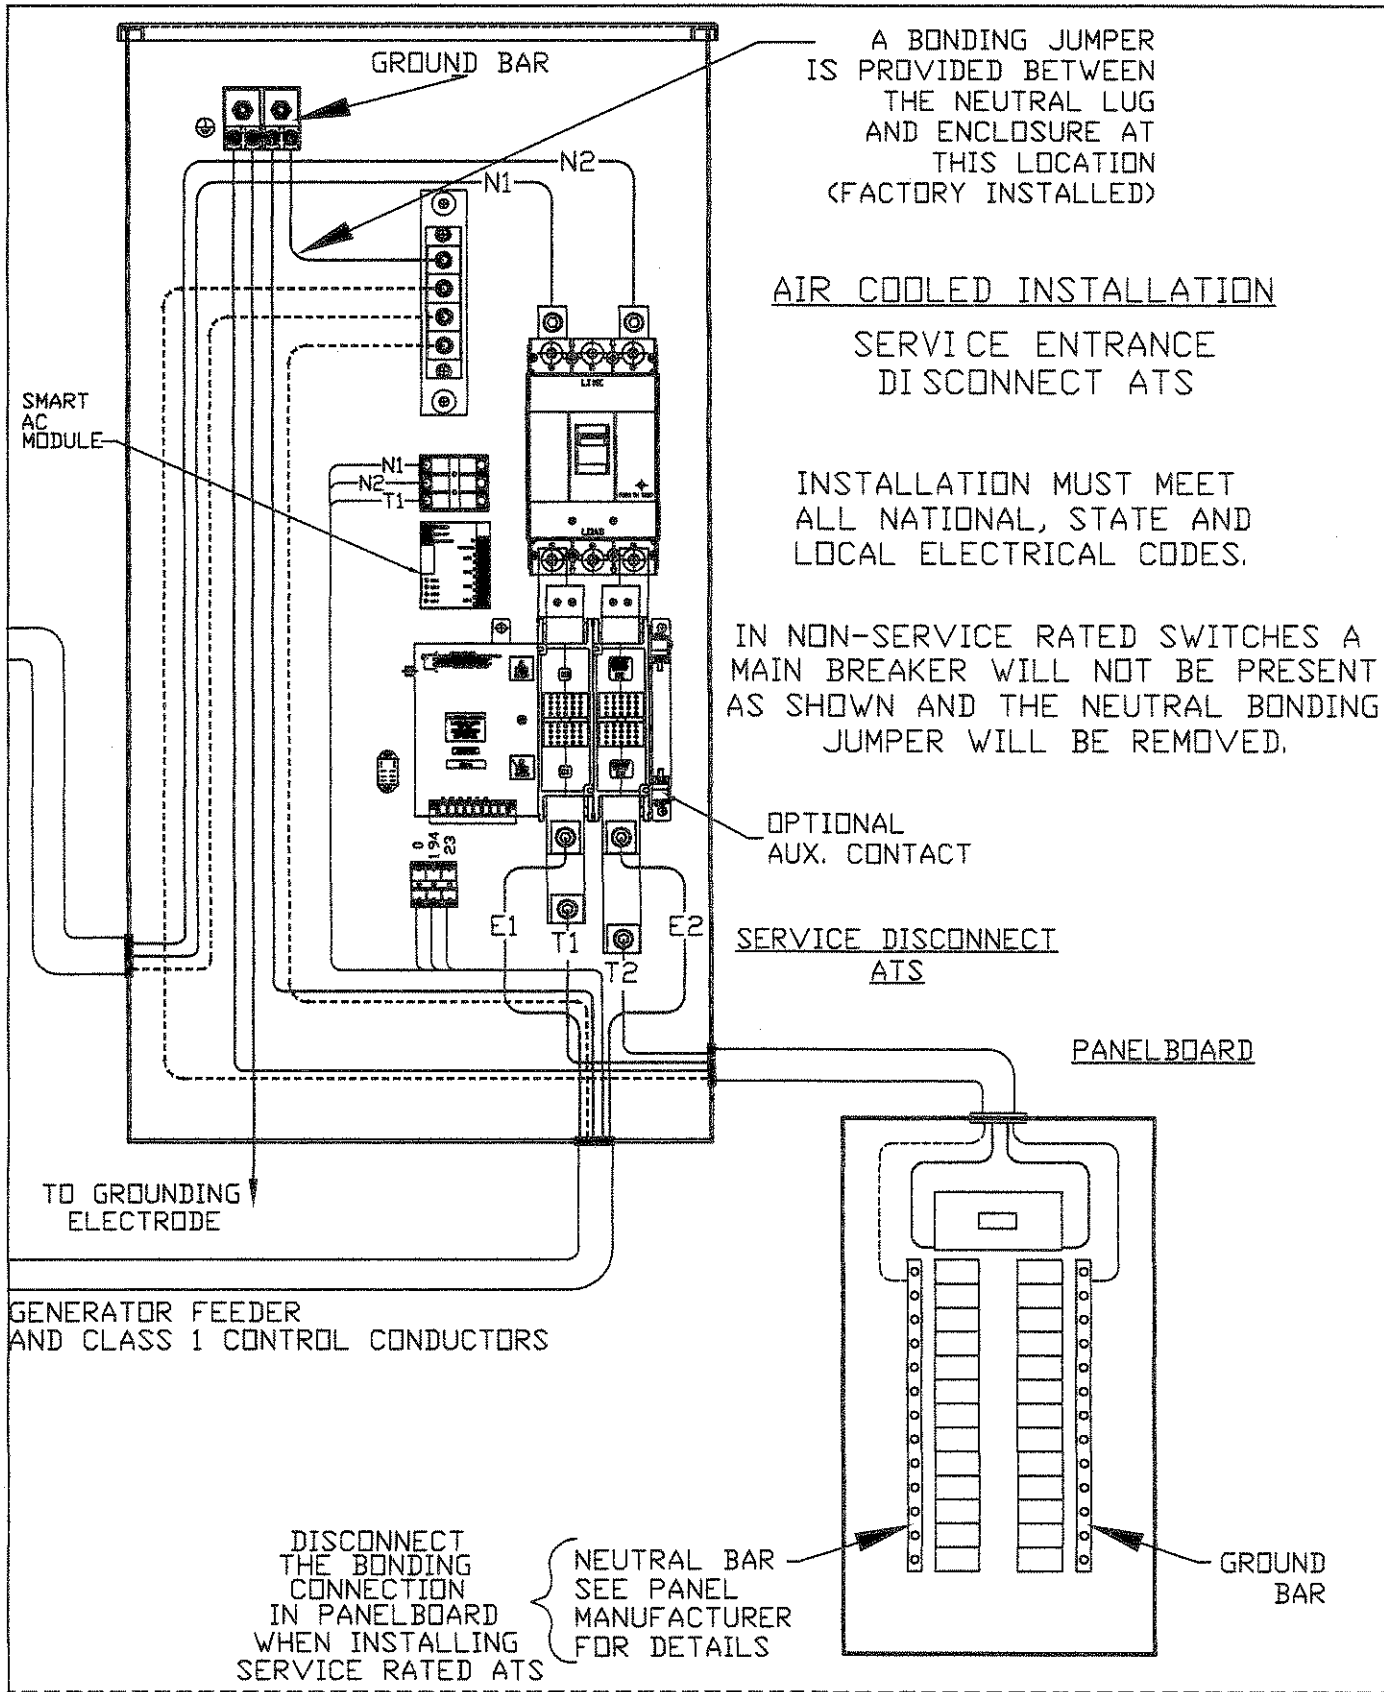 GROUND BAR
A BONDING JUMPER
IS PROVIDED BETWEEN
THE NEUTRAL LUG
AND ENCLOSURE AT
THIS LOCATION
(FACTORY INSTALLED)
N2
N1
AIR COOLED INSTALLATION
SERVICE ENTRANCE
DISCONNECT ATS
LINE
SMART
AC
MODULE
N1
N2
T1
LOAD
INSTALLATION MUST MEET
ALL NATIONAL, STATE AND
LOCAL ELECTRICAL CODES.
IN NON-SERVICE RATED SWITCHES A
MAIN BREAKER WILL NOT BE PRESENT
AS SHOWN AND THE NEUTRAL BONDING
JUMPER WILL BE REMOVED.
OPTIONAL
AUX. CONTACT
0
194
23
E1
T1
E2
T2
SERVICE DISCONNECT
ATS
PANELBOARD
TO GROUNDING
ELECTRODE
GENERATOR FEEDER
AND CLASS 1 CONTROL CONDUCTORS
DISCONNECT
THE BONDING
CONNECTION
IN PANELBOARD
WHEN INSTALLING
SERVICE RATED ATS
NEUTRAL BAR
SEE PANEL
MANUFACTURER
FOR DETAILS
GROUND
BAR